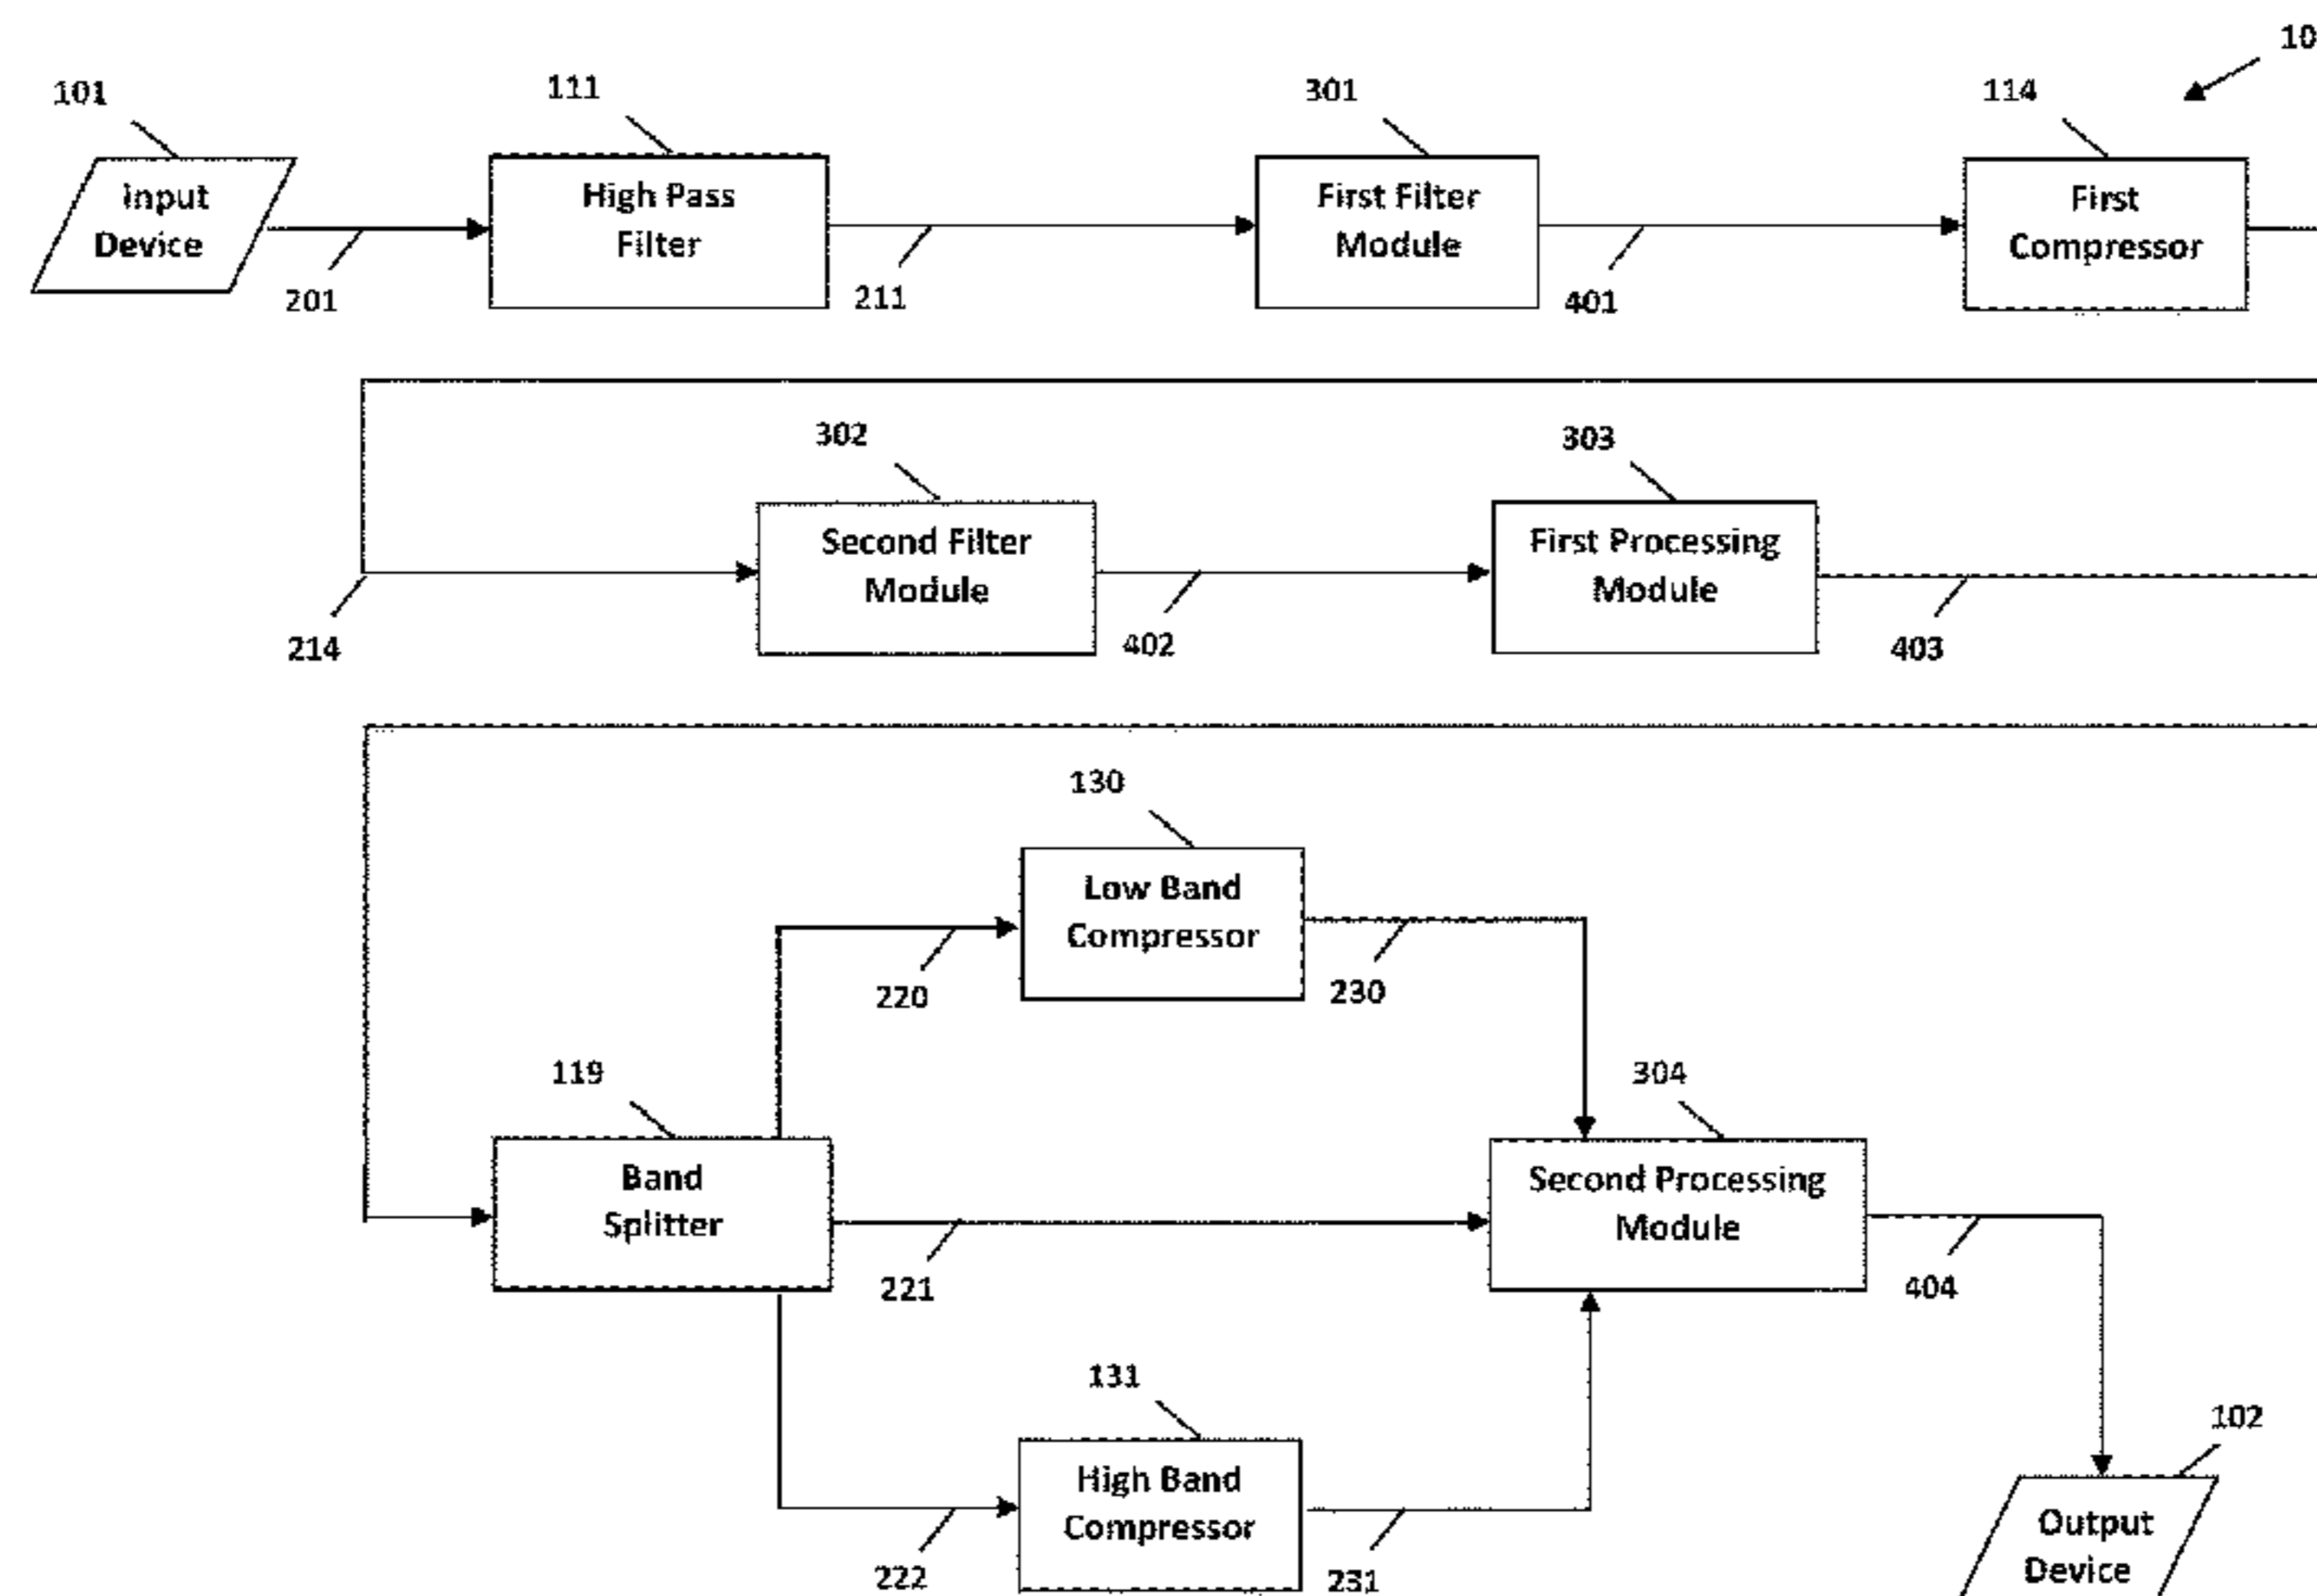 10
101
111
301
114
Input
Device
High Pass
Filter
First Filter
Module
First
Compressor
201
211
401
302
303
Second Filter
Module
First Processing
Module
214
402
403
130
Low Band
Compressor
220
230
119
304
Band
Splitter
Second Processing
Module
221
404
131
102
High Band
Compressor
Output
Device
222
231